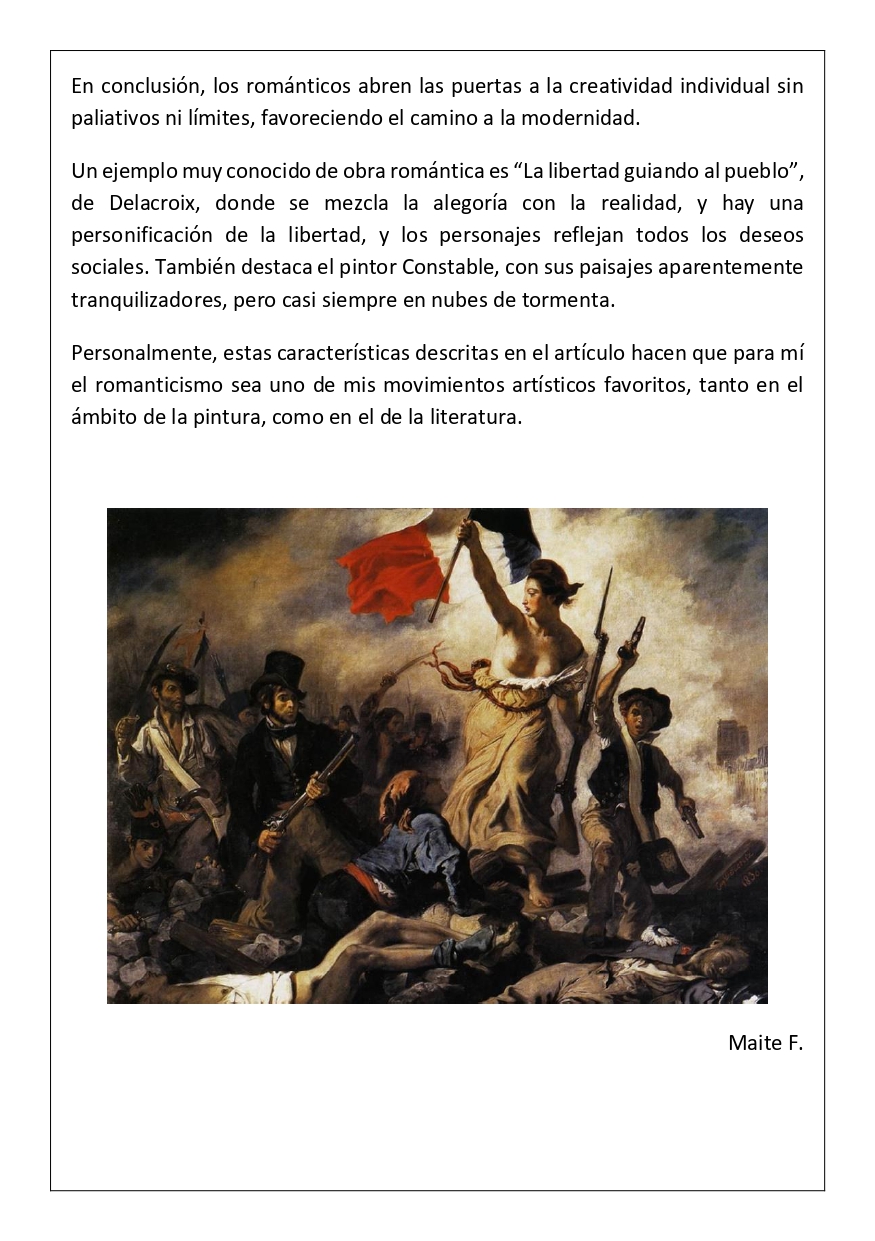 En conclusión, los románticos abren las puertas a la creatividad individual sin
paliativos ni límites, favoreciendo el camino a la modernidad.
Un ejemplo muy conocido de obra romántica es “La libertad guiando al pueblo”,
de Delacroix, donde se mezcla la alegoría con la realidad, y hay una
personificación de la libertad, y los personajes reflejan todos los deseos
sociales. También destaca el pintor Constable, con sus paisajes aparentemente
tranquilizadores, pero casi siempre en nubes de tormenta.
Personalmente, estas características descritas en el artículo hacen que para mí
el romanticismo sea uno de mis movimientos artísticos favoritos, tanto en el
ámbito de la pintura, como en el de la literatura.
Maite F.